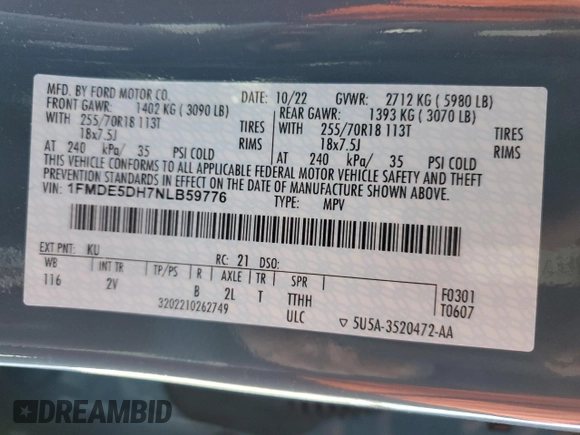 MFD. BY FORD MOTOR CO. 10/22 GVWR: 2712 KG ( 5980 LB)
FRONT GAWR: 1402 KG ( 3090 LB) REAR GAWR: 1393 KG ( 3070 LB)
WITH 255/70R18 113T TIRES WITH 255/70R18 113T TIRES
18x7.5J RIMS 18x7.5J RIMS
AT 240 kPa/ 35 PSI COLD AT 240 kPa/ 35 PSI COLD
THIS VEHICLE CONFORMS TO ALL APPLICABLE FEDERAL MOTOR VEHICLE SAFETY AND THEFT
PREVENTION STANDARDS IN EFFECT ON THE DATE OF MANUFACTURE SHOWN ABOVE.
VIN: 1FMDE5DH7NLB59776 TYPE: MPV
EXT PNT: KU RC: 21 DSO:
WB INT TR TP/PS R AXLE TR SPR F0301
116 2V B 2L T TTHH T0607
3202210262749 ULC ▽ 5U5A-3520472-AA
DREAMBID